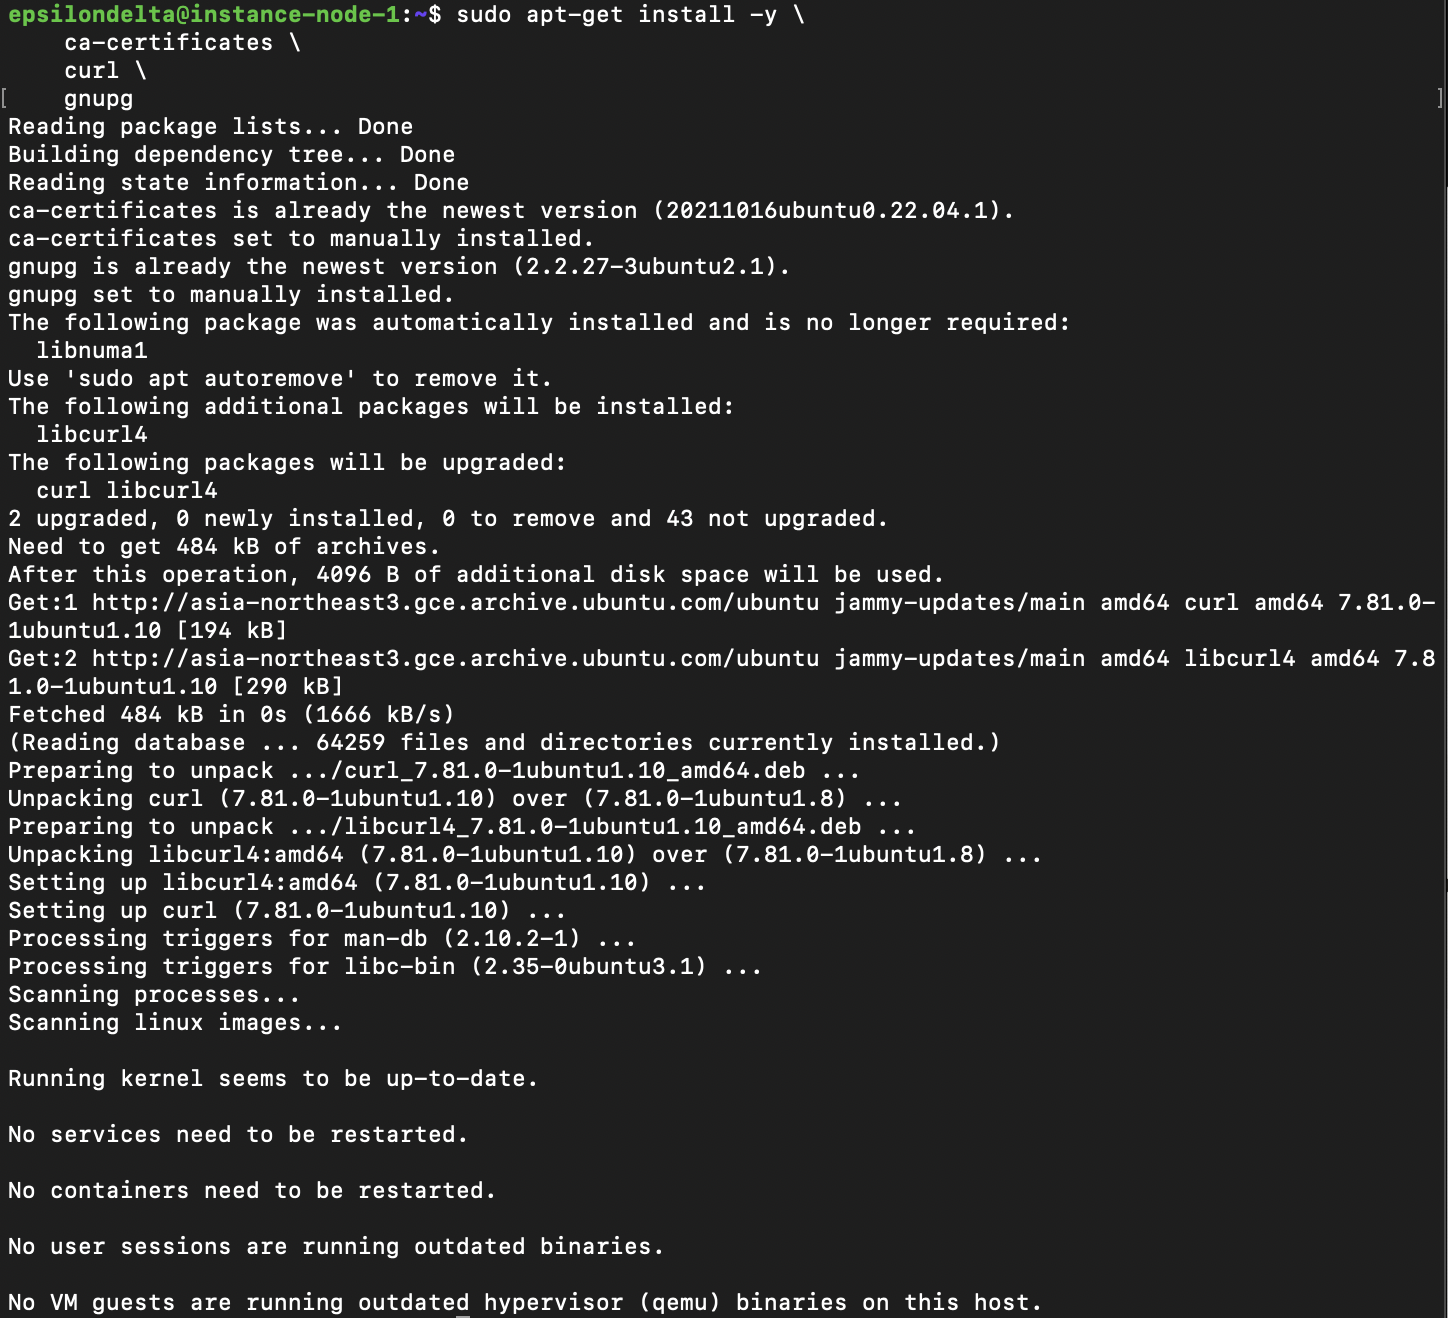 epsilondelta@instance-node-1:~$ sudo apt-get install -y \
    ca-certificates \
    curl \
[    gnupg ]
Reading package lists... Done
Building dependency tree... Done
Reading state information... Done
ca-certificates is already the newest version (20211016ubuntu0.22.04.1).
ca-certificates set to manually installed.
gnupg is already the newest version (2.2.27-3ubuntu2.1).
gnupg set to manually installed.
The following package was automatically installed and is no longer required:
  libnuma1
Use 'sudo apt autoremove' to remove it.
The following additional packages will be installed:
  libcurl4
The following packages will be upgraded:
  curl libcurl4
2 upgraded, 0 newly installed, 0 to remove and 43 not upgraded.
Need to get 484 kB of archives.
After this operation, 4096 B of additional disk space will be used.
Get:1 http://asia-northeast3.gce.archive.ubuntu.com/ubuntu jammy-updates/main amd64 curl amd64 7.81.0-
1ubuntu1.10 [194 kB]
Get:2 http://asia-northeast3.gce.archive.ubuntu.com/ubuntu jammy-updates/main amd64 libcurl4 amd64 7.8
1.0-1ubuntu1.10 [290 kB]
Fetched 484 kB in 0s (1666 kB/s)
(Reading database ... 64259 files and directories currently installed.)
Preparing to unpack .../curl_7.81.0-1ubuntu1.10_amd64.deb ...
Unpacking curl (7.81.0-1ubuntu1.10) over (7.81.0-1ubuntu1.8) ...
Preparing to unpack .../libcurl4_7.81.0-1ubuntu1.10_amd64.deb ...
Unpacking libcurl4:amd64 (7.81.0-1ubuntu1.10) over (7.81.0-1ubuntu1.8) ...
Setting up libcurl4:amd64 (7.81.0-1ubuntu1.10) ...
Setting up curl (7.81.0-1ubuntu1.10) ...
Processing triggers for man-db (2.10.2-1) ...
Processing triggers for libc-bin (2.35-0ubuntu3.1) ...
Scanning processes...
Scanning linux images...

Running kernel seems to be up-to-date.

No services need to be restarted.

No containers need to be restarted.

No user sessions are running outdated binaries.

No VM guests are running outdated hypervisor (qemu) binaries on this host.